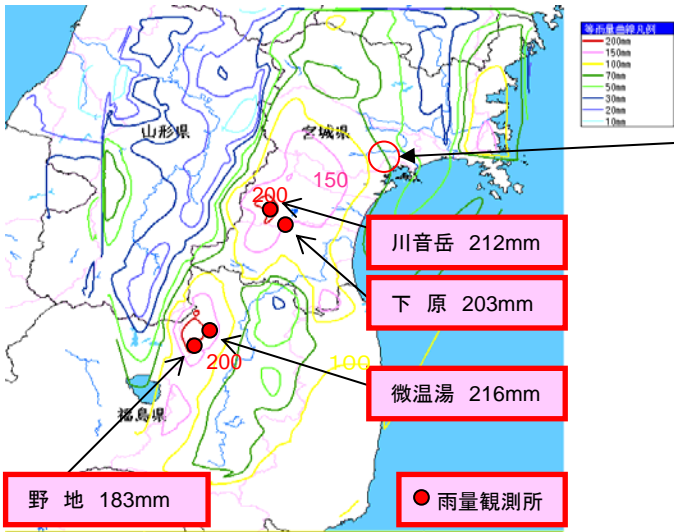 等雨量曲線凡例
200mm
150mm
100mm
70mm
50mm
30mm
20mm
10mm
山形県
宮城県
150
200
川音岳 212mm
下 原 203mm
200
100
微温湯 216mm
福島県
野 地 183mm
雨量観測所